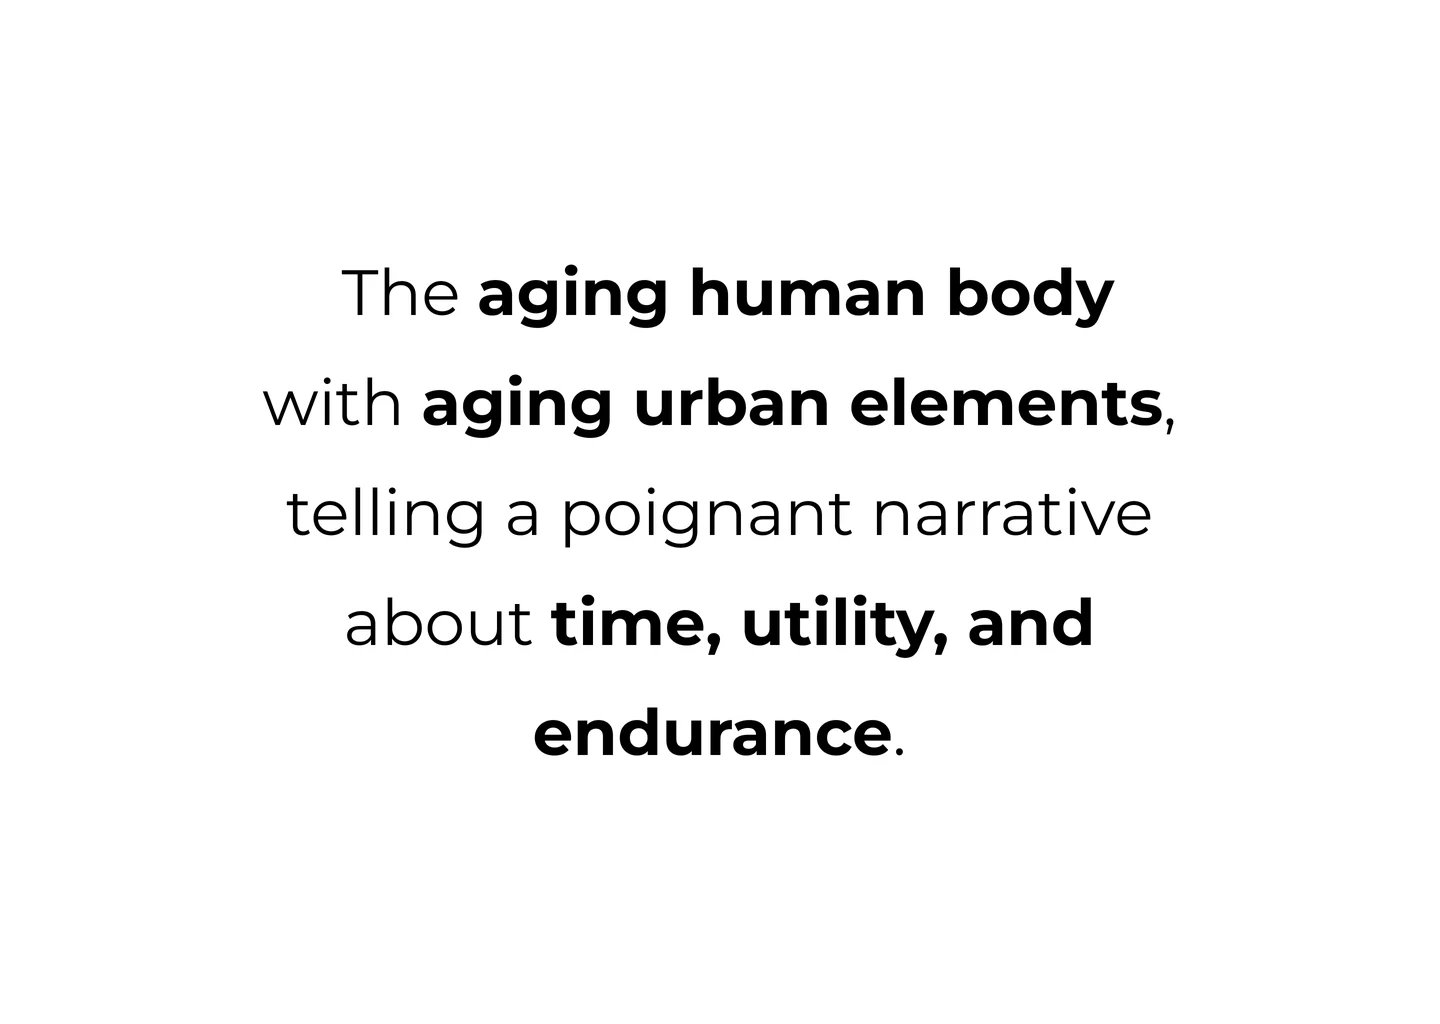 The aging human body
with aging urban elements,
telling a poignant narrative
about time, utility, and
endurance.